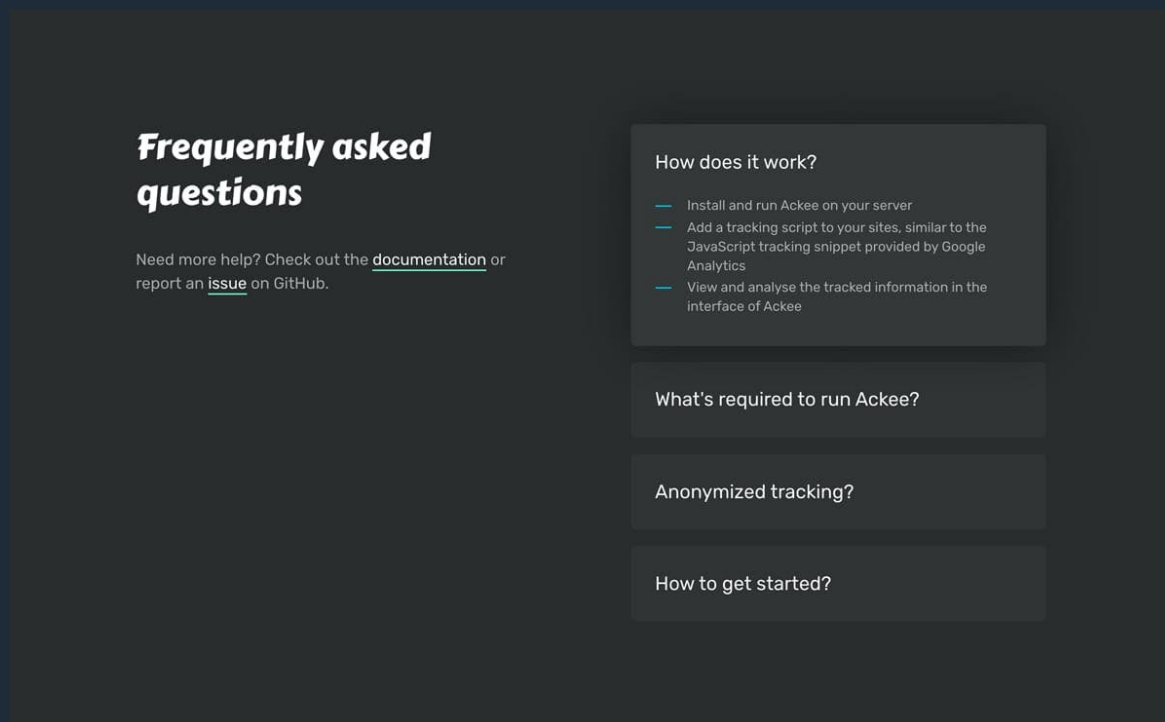 Frequently asked
questions
Need more help? Check out the documentation or
report an issue on GitHub.
How does it work?
Install and run Ackee on your server
Add a tracking script to your sites, similar to the
JavaScript tracking snippet provided by Google
Analytics
View and analyse the tracked information in the
interface of Ackee
What's required to run Ackee?
Anonymized tracking?
How to get started?